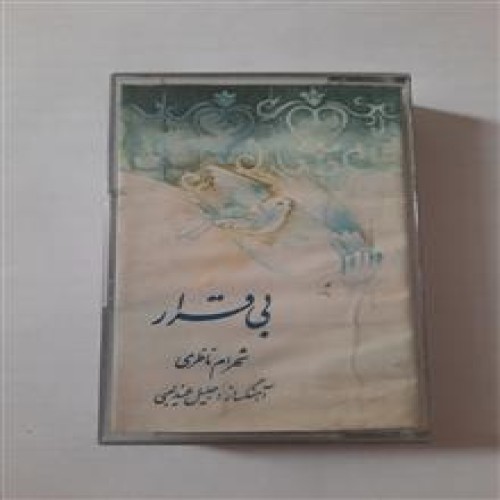 بی قرار
شهرام ناظری
آهنگساز: جلیل عندلیبی